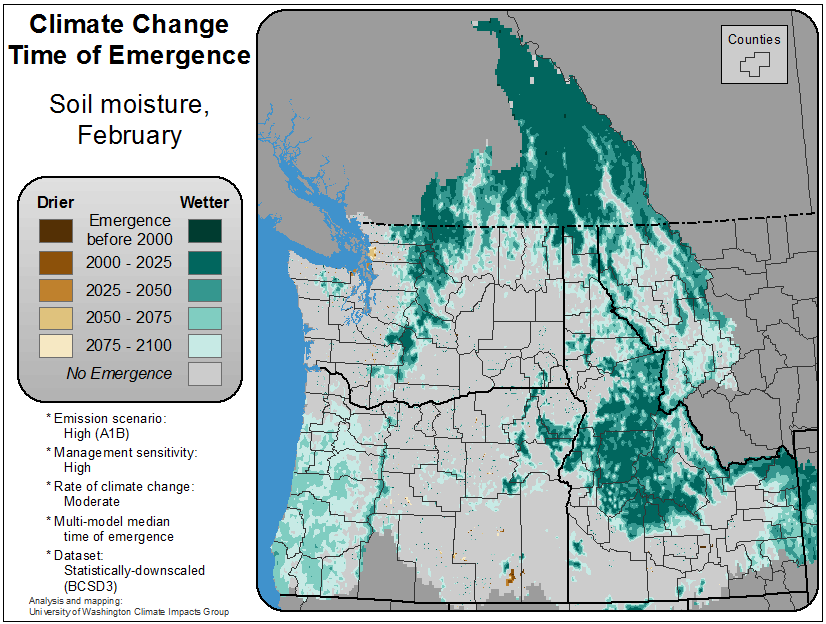 Climate Change
Time of Emergence
Soil moisture,
February
Drier
Wetter
Emergence
before 2000
2000 - 2025
2025 - 2050
2050 - 2075
2075 - 2100
No Emergence
* Emission scenario:
High (A1B)
* Management sensitivity:
High
* Rate of climate change:
Moderate
* Multi-model median
time of emergence
* Dataset:
Statistically-downscaled
(BCSD3)
Analysis and mapping:
University of Washington Climate Impacts Group
Counties